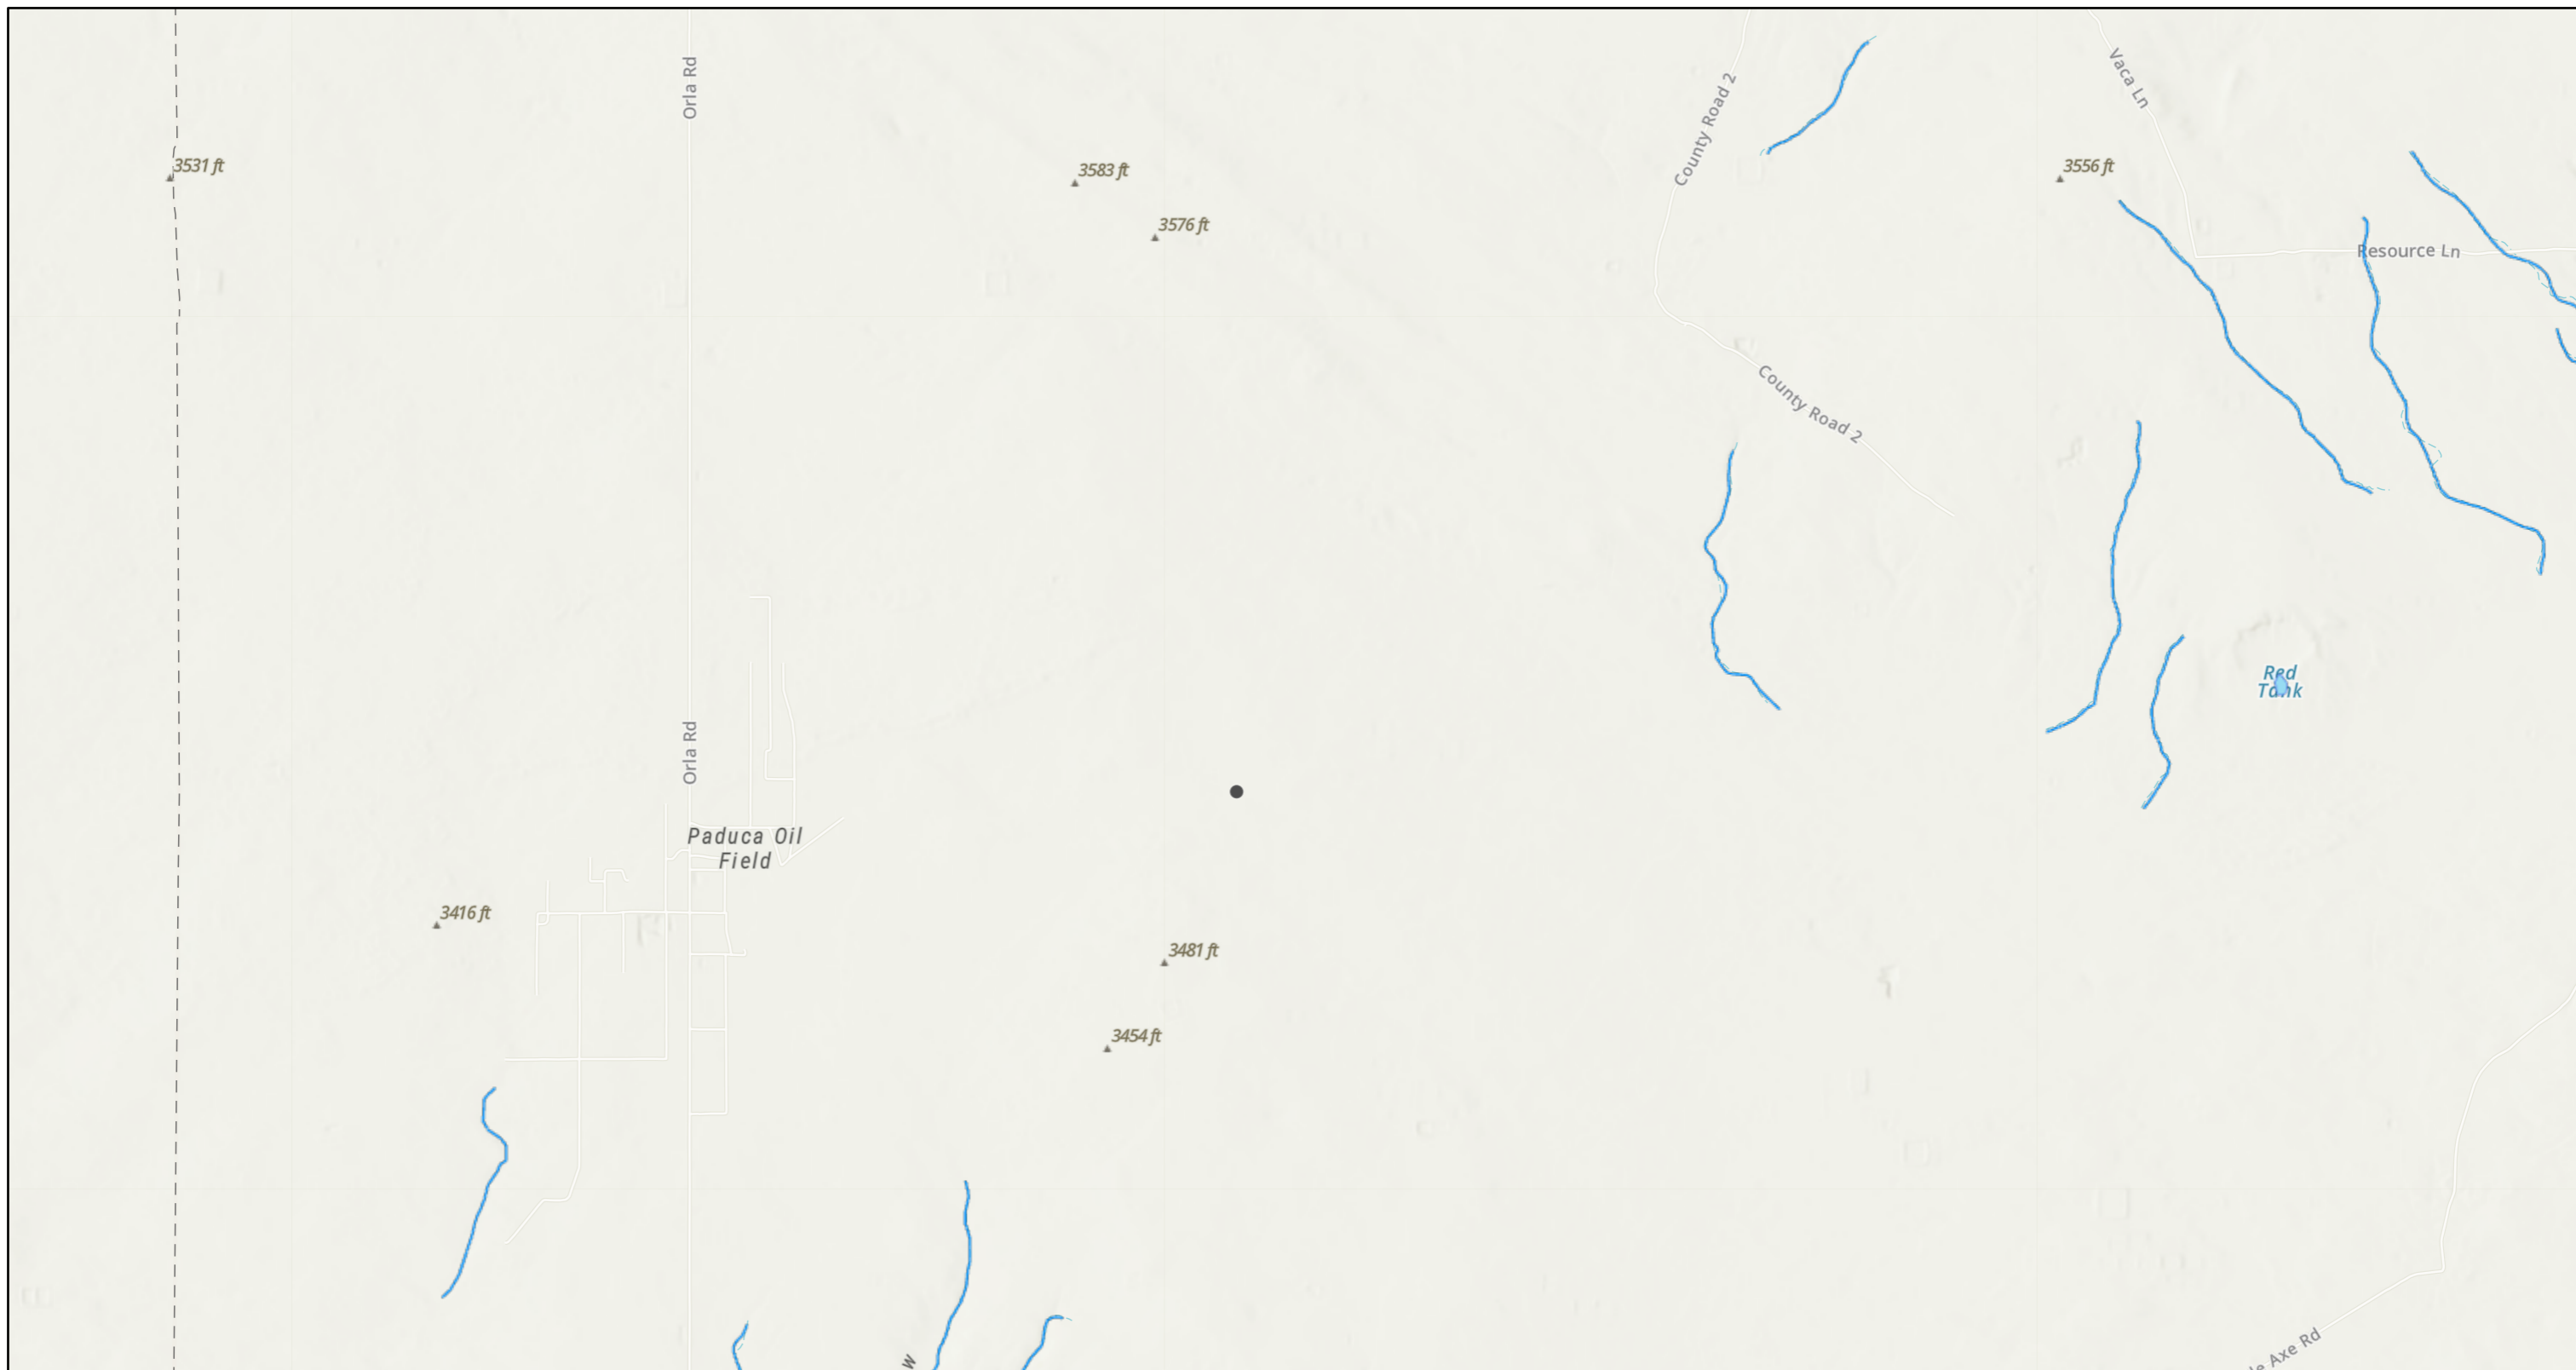 Orla Rd
County Road 2
Vaca Ln
3531 ft
3583 ft
3556 ft
3576 ft
Resource Ln
County Road 2
Red
Tank
Orla Rd
Paduca Oil
Field
3416 ft
3481 ft
3454 ft
W
Axe Rd